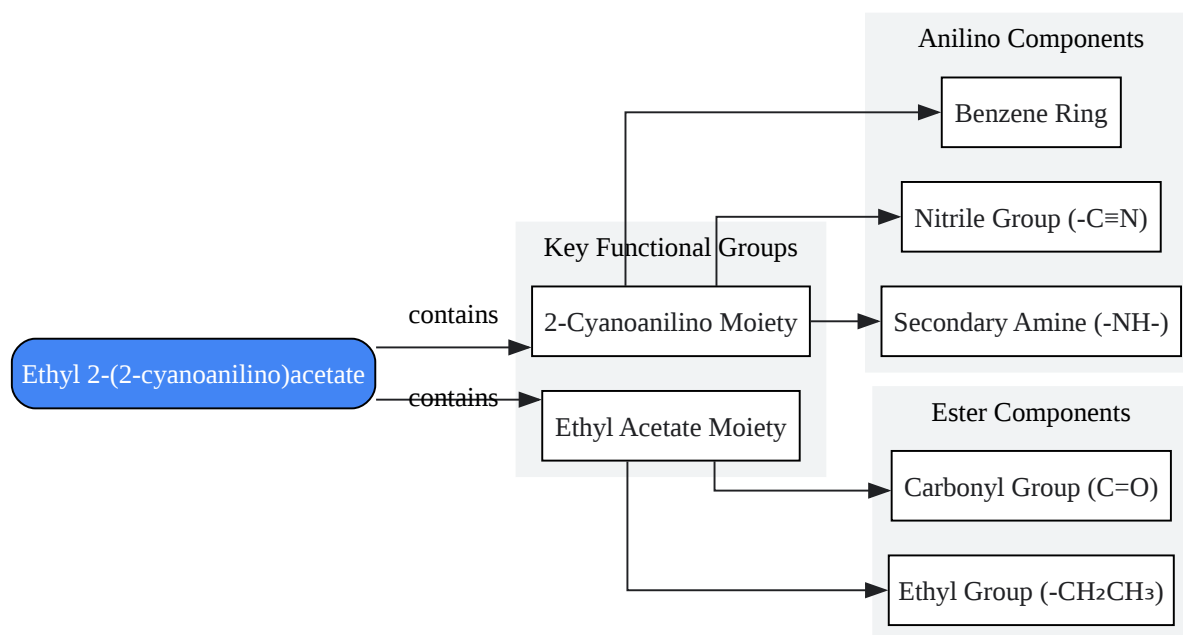 Anilino Components
Benzene Ring
Nitrile Group (-C≡N)
Key Functional Groups
contains
2-Cyanoanilino Moiety
Secondary Amine (-NH-)
Ethyl 2-(2-cyanoanilino)acetate
contains
Ethyl Acetate Moiety
Ester Components
Carbonyl Group (C=O)
Ethyl Group (-CH₂CH₃)